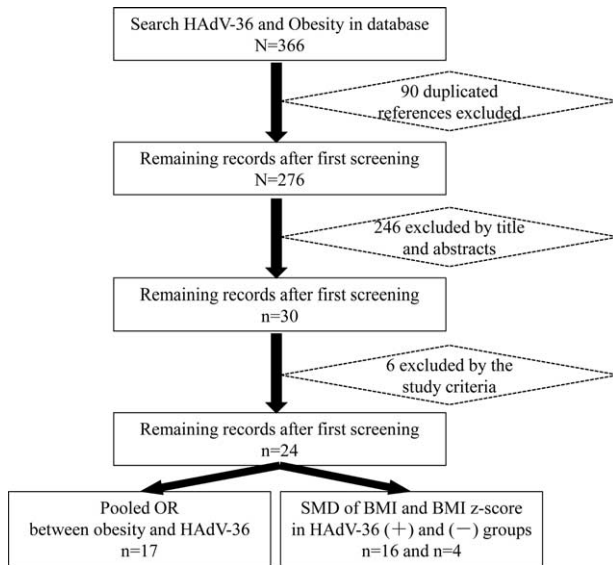 Search HAdV-36 and Obesity in database
N=366
90 duplicated
references excluded
Remaining records after first screening
N=276
246 excluded by title
and abstracts
Remaining records after first screening
n=30
6 excluded by the
study criteria
Remaining records after first screening
n=24
Pooled OR
between obesity and HAdV-36
n=17
SMD of BMI and BMI z-score
in HAdV-36 (+) and (−) groups
n=16 and n=4